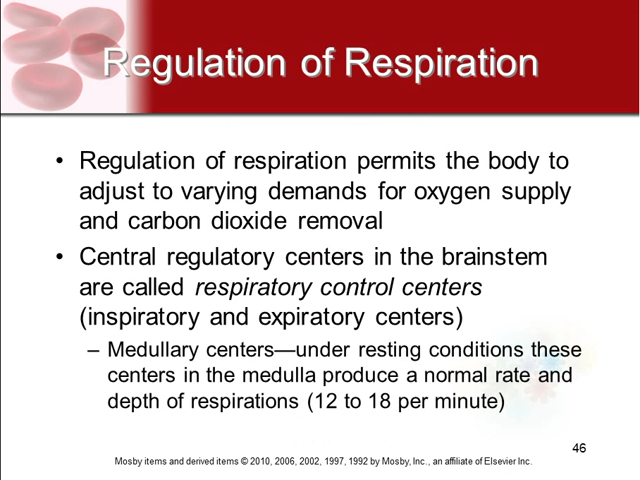 Regulation of Respiration
• Regulation of respiration permits the body to
adjust to varying demands for oxygen supply
and carbon dioxide removal
• Central regulatory centers in the brainstem
are called respiratory control centers
(inspiratory and expiratory centers)
– Medullary centers—under resting conditions these
centers in the medulla produce a normal rate and
depth of respirations (12 to 18 per minute)
46
Mosby items and derived items © 2010, 2006, 2002, 1997, 1992 by Mosby, Inc., an affiliate of Elsevier Inc.